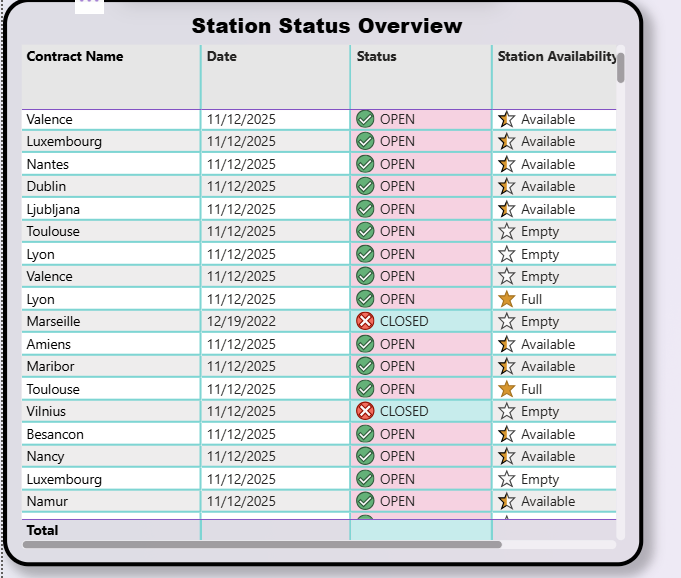 Station Status Overview
Contract Name Date Status Station Availability
Valence 11/12/2025 OPEN Available
Luxembourg 11/12/2025 OPEN Available
Nantes 11/12/2025 OPEN Available
Dublin 11/12/2025 OPEN Available
Ljubljana 11/12/2025 OPEN Available
Toulouse 11/12/2025 OPEN Empty
Lyon 11/12/2025 OPEN Empty
Valence 11/12/2025 OPEN Empty
Lyon 11/12/2025 OPEN Full
Marseille 12/19/2022 CLOSED Empty
Amiens 11/12/2025 OPEN Available
Maribor 11/12/2025 OPEN Available
Toulouse 11/12/2025 OPEN Full
Vilnius 11/12/2025 CLOSED Empty
Besancon 11/12/2025 OPEN Available
Nancy 11/12/2025 OPEN Available
Luxembourg 11/12/2025 OPEN Empty
Namur 11/12/2025 OPEN Available
Total